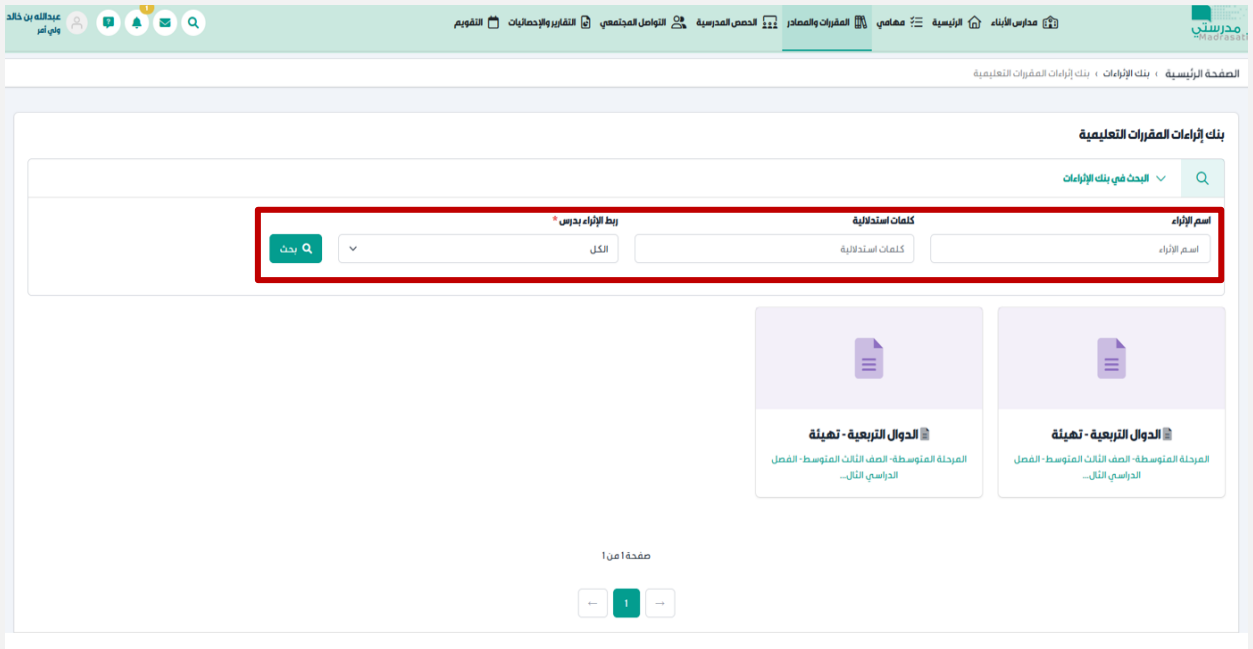 مدرستي
Madrasati
مدارس الأبناء
الرئيسية
مهامي
المقررات والمصادر
الحصص المدرسية
التواصل المجتمعي
التقارير والإحصائيات
التقويم
1
عبدالله بن خالد
ولي أمر
الصفحة الرئيسية › بنك الإثراءات › بنك إثراءات المقررات التعليمية
بنك إثراءات المقررات التعليمية
البحث في بنك الإثراءات
اسم الإثراء
كلمات استدلالية
ربط الإثراء بدرس *
اسم الإثراء
كلمات استدلالية
الكل
بحث
الدوال التربعية - تهيئة
المرحلة المتوسطة- الصف الثالث المتوسط- الفصل
الدراسي الثال...
الدوال التربعية - تهيئة
المرحلة المتوسطة- الصف الثالث المتوسط- الفصل
الدراسي الثال...
صفحة 1 من 1
→ 1 ←